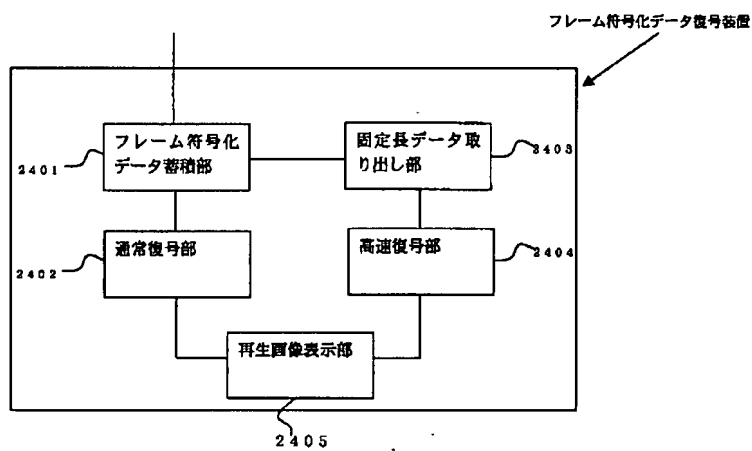 フレーム符号化データ復号装置
フレーム符号化
データ蓄積部
2401
固定長データ取
り出し部
2403
通常復号部
2402
高速復号部
2404
再生画像表示部
2405